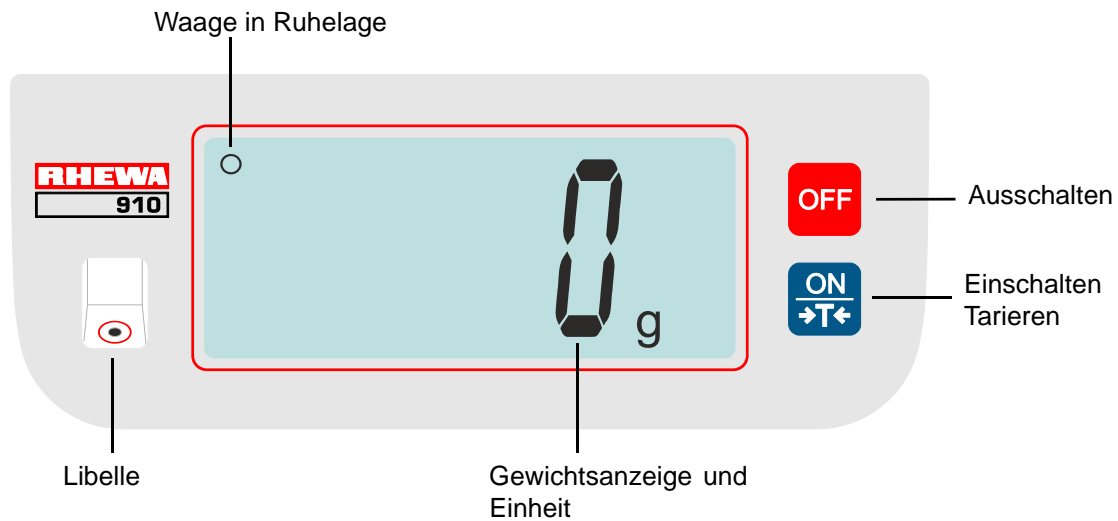 Waage in Ruhelage
RHEWA
910
0 g
OFF
Ausschalten
ON
→T←
Einschalten
Tarieren
Libelle
Gewichtsanzeige und
Einheit